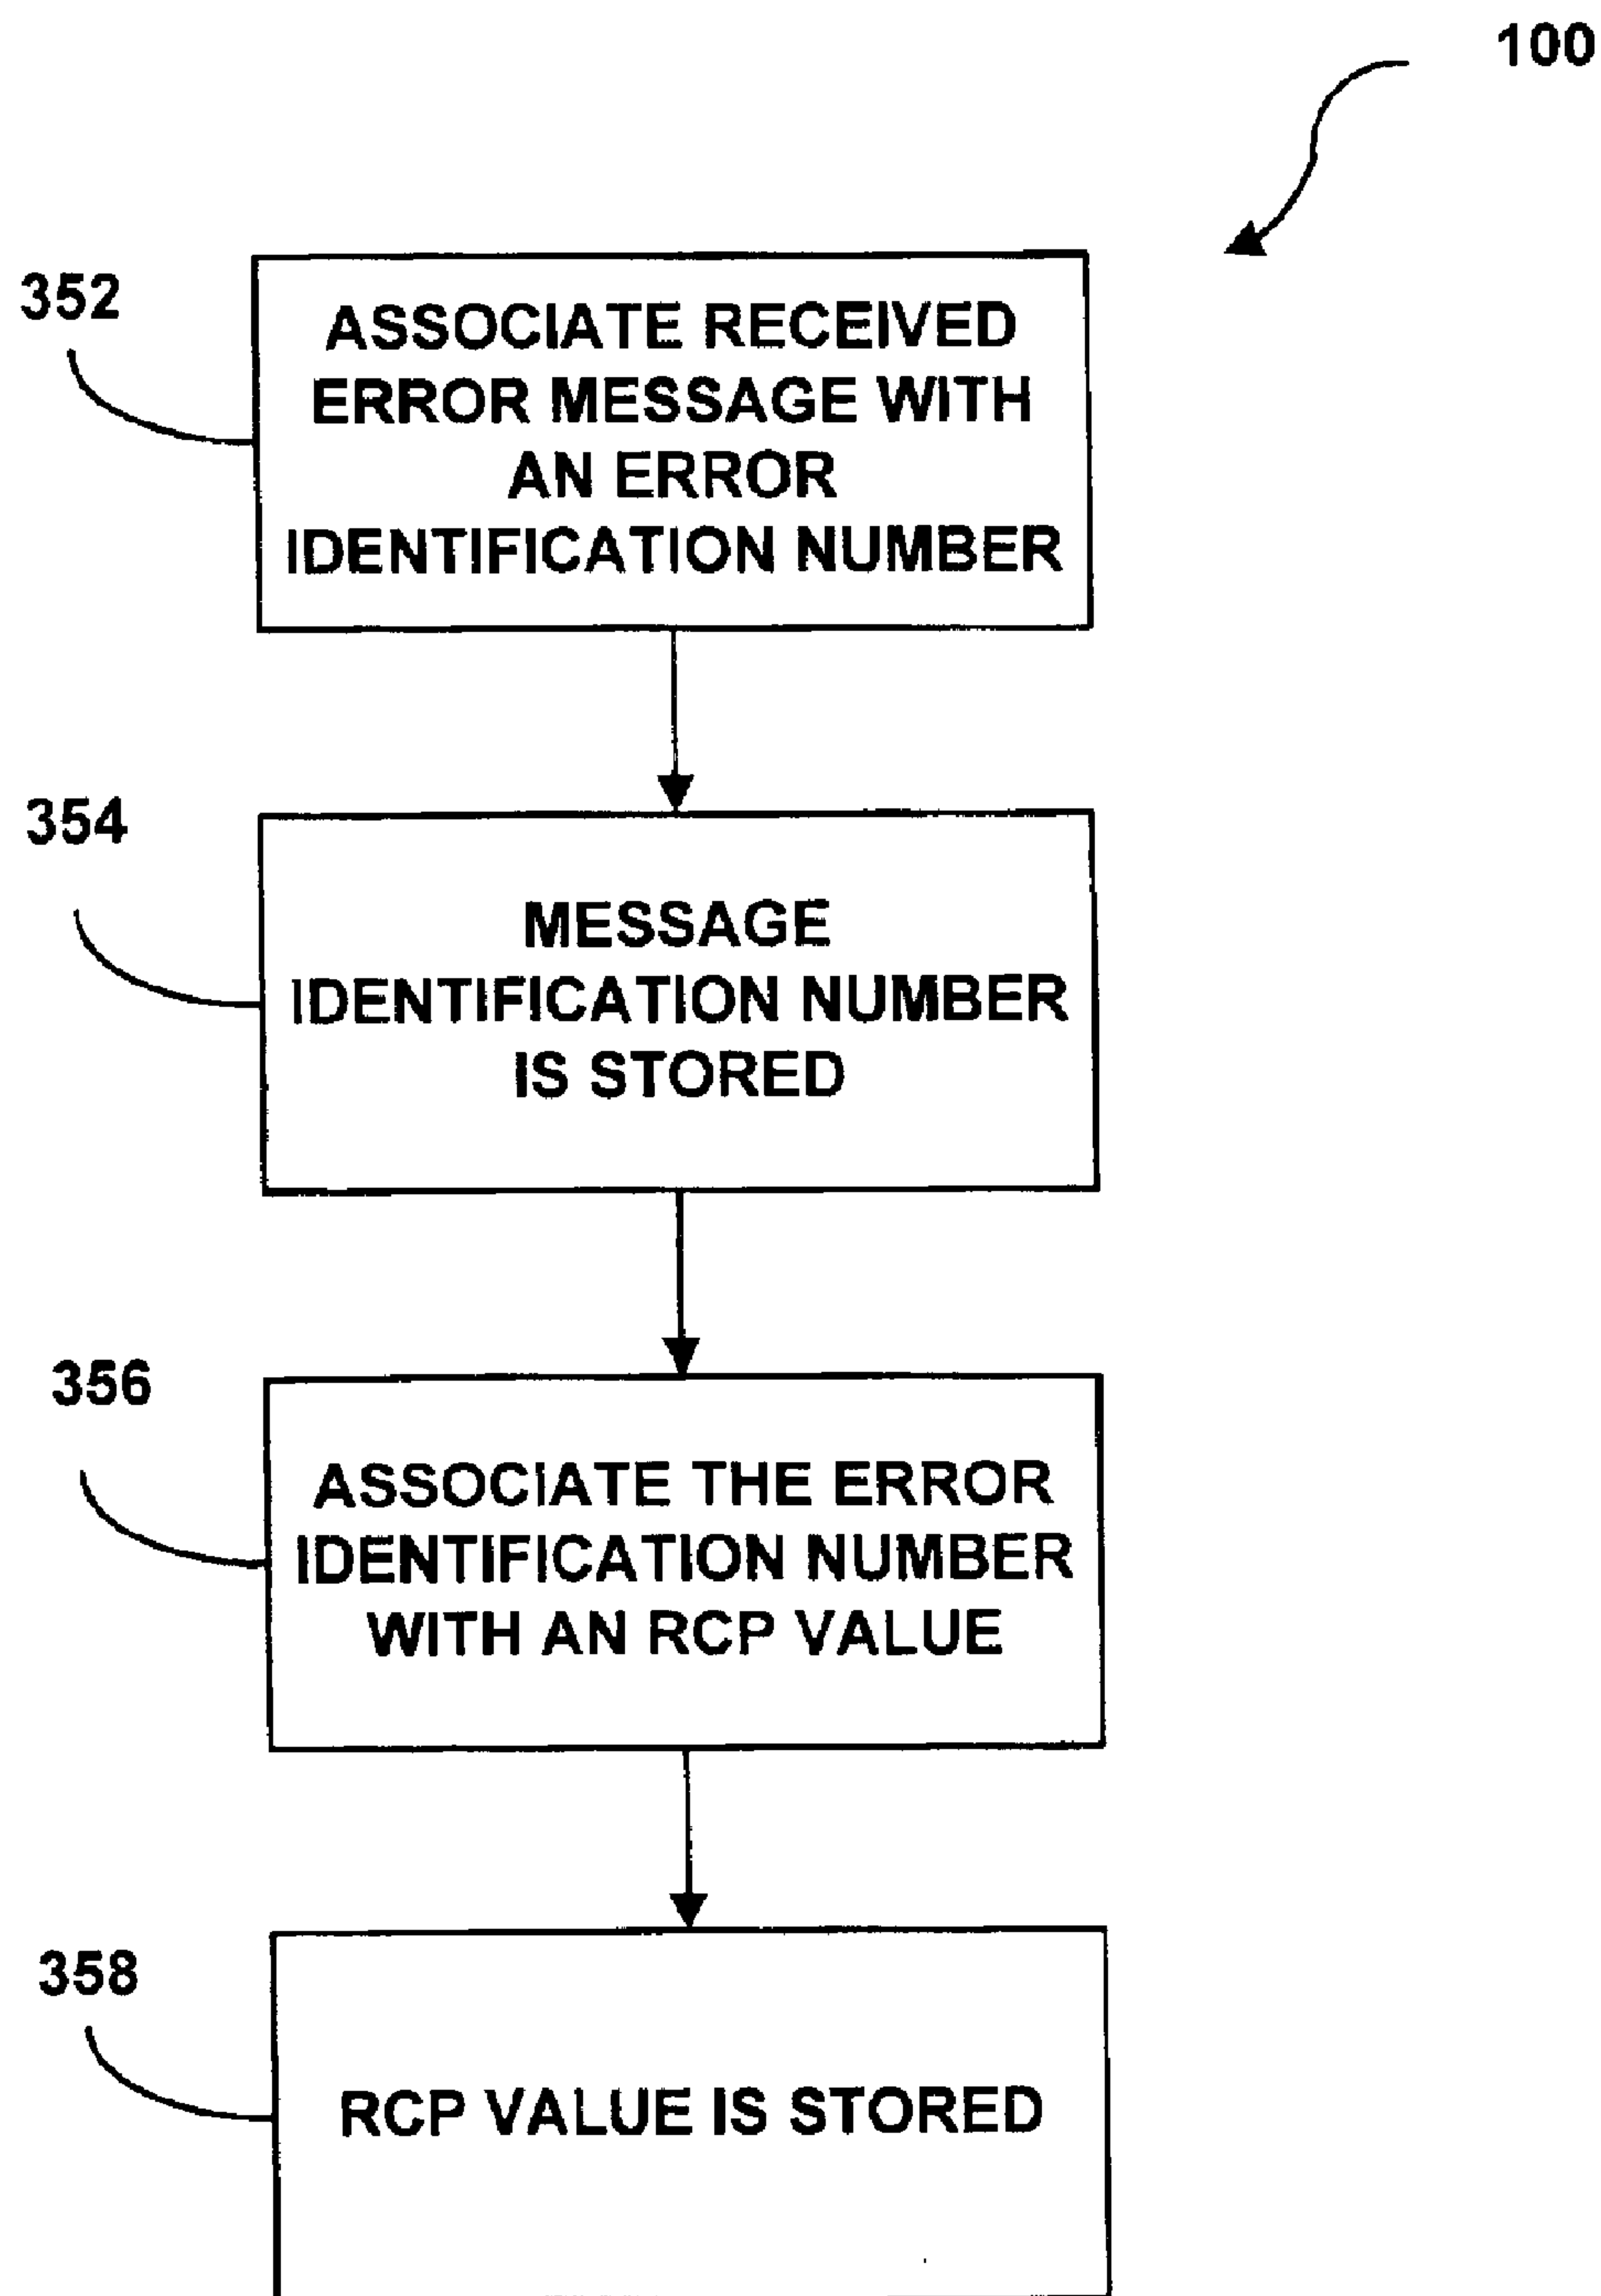 100
352
ASSOCIATE RECEIVED
ERROR MESSAGE WITH
AN ERROR
IDENTIFICATION NUMBER
354
MESSAGE
IDENTIFICATION NUMBER
IS STORED
356
ASSOCIATE THE ERROR
IDENTIFICATION NUMBER
WITH AN RCP VALUE
358
RCP VALUE IS STORED